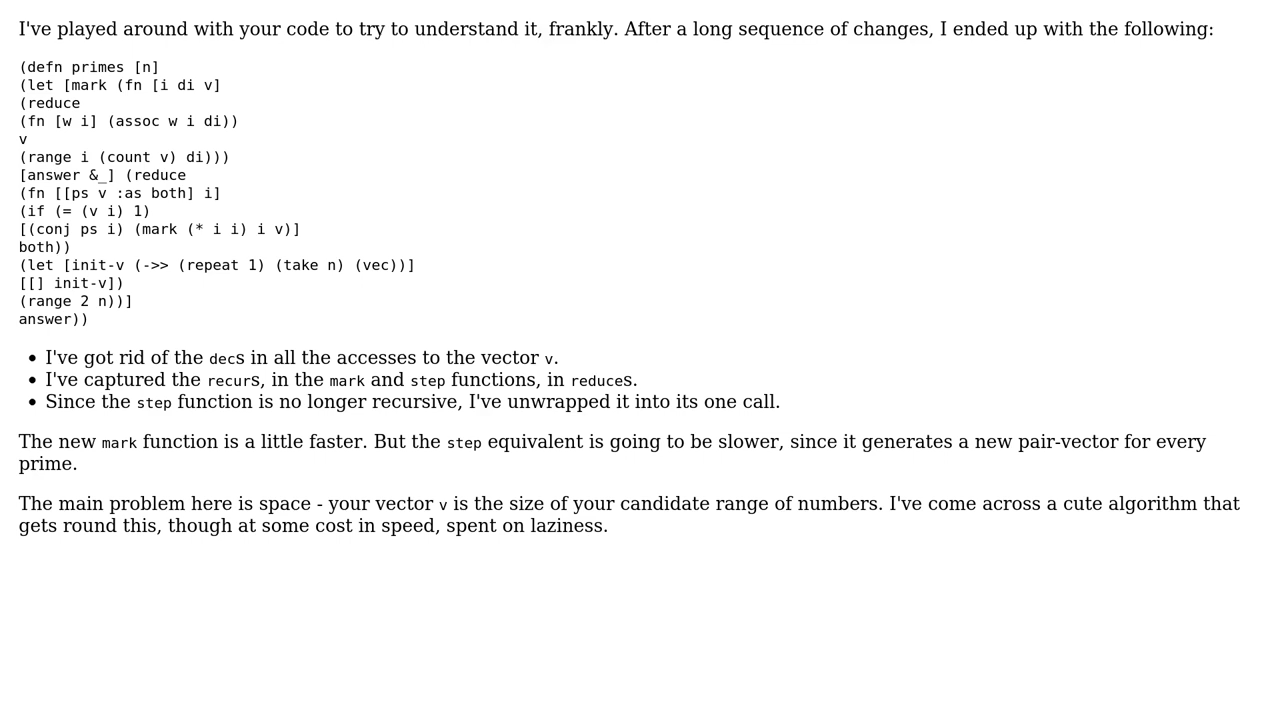 I've played around with your code to try to understand it, frankly. After a long sequence of changes, I ended up with the following:
(defn primes [n]
(let [mark (fn [i di v]
(reduce
(fn [w i] (assoc w i di))
v
(range i (count v) di)))
[answer &_] (reduce
(fn [[ps v :as both] i]
(if (= (v i) 1)
[(conj ps i) (mark (* i i) i v)]
both))
(let [init-v (->> (repeat 1) (take n) (vec))]
[[] init-v])
(range 2 n))]
answer))
• I've got rid of the decs in all the accesses to the vector v.
• I've captured the recurs, in the mark and step functions, in reduces.
• Since the step function is no longer recursive, I've unwrapped it into its one call.
The new mark function is a little faster. But the step equivalent is going to be slower, since it generates a new pair-vector for every
prime.
The main problem here is space - your vector v is the size of your candidate range of numbers. I've come across a cute algorithm that
gets round this, though at some cost in speed, spent on laziness.